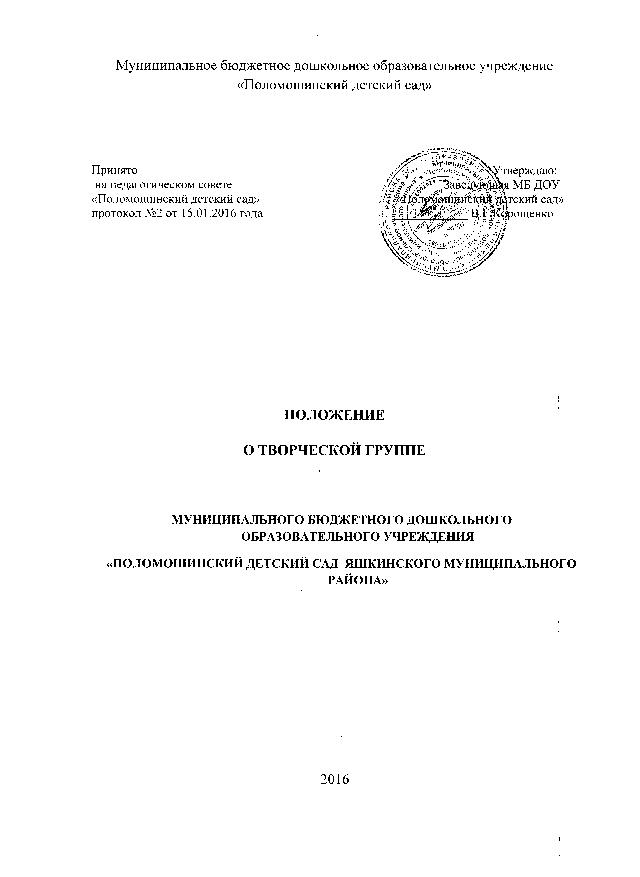 Муниципальное бюджетное дошкольное образовательное учреждение
«Поломошинский детский сад»
Принято
на педагогическом совете
«Поломошинский детский сад»
протокол №2 от 15.01.2016 года
Утверждаю:
Заведующая МБ ДОУ
«Поломошинский детский сад»
ПОЛОЖЕНИЕ
О ТВОРЧЕСКОЙ ГРУППЕ
МУНИЦИПАЛЬНОГО БЮДЖЕТНОГО ДОШКОЛЬНОГО
ОБРАЗОВАТЕЛЬНОГО УЧРЕЖДЕНИЯ
«ПОЛОМОШИНСКИЙ ДЕТСКИЙ САД ЯШКИНСКОГО МУНИЦИПАЛЬНОГО
РАЙОНА»
2016